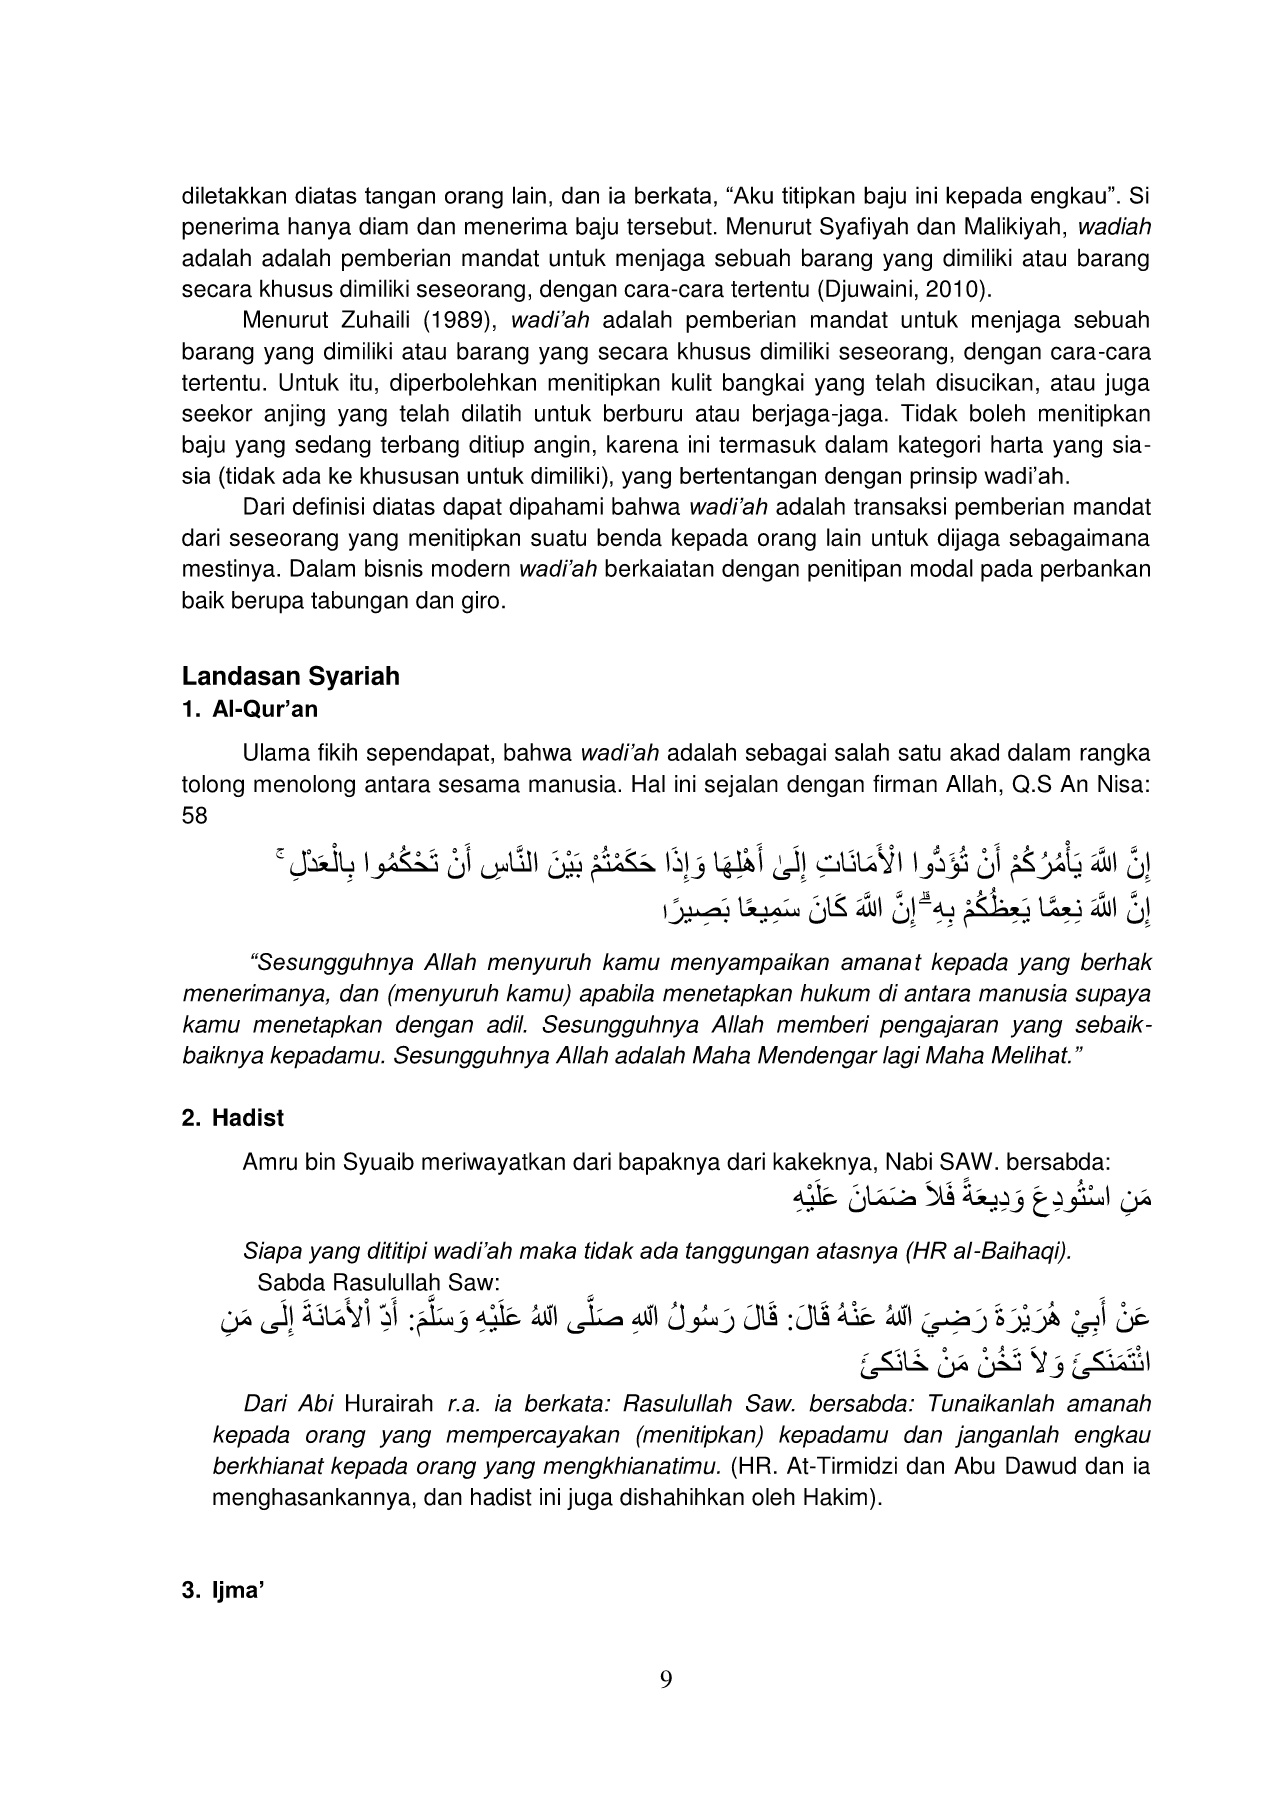 diletakkan diatas tangan orang lain, dan ia berkata, “Aku titipkan baju ini kepada engkau”. Si
penerima hanya diam dan menerima baju tersebut. Menurut Syafiyah dan Malikiyah, wadiah
adalah adalah pemberian mandat untuk menjaga sebuah barang yang dimiliki atau barang
secara khusus dimiliki seseorang, dengan cara-cara tertentu (Djuwaini, 2010).
Menurut Zuhaili (1989), wadi’ah adalah pemberian mandat untuk menjaga sebuah
barang yang dimiliki atau barang yang secara khusus dimiliki seseorang, dengan cara-cara
tertentu. Untuk itu, diperbolehkan menitipkan kulit bangkai yang telah disucikan, atau juga
seekor anjing yang telah dilatih untuk berburu atau berjaga-jaga. Tidak boleh menitipkan
baju yang sedang terbang ditiup angin, karena ini termasuk dalam kategori harta yang sia-
sia (tidak ada ke khususan untuk dimiliki), yang bertentangan dengan prinsip wadi’ah.
Dari definisi diatas dapat dipahami bahwa wadi’ah adalah transaksi pemberian mandat
dari seseorang yang menitipkan suatu benda kepada orang lain untuk dijaga sebagaimana
mestinya. Dalam bisnis modern wadi’ah berkaiatan dengan penitipan modal pada perbankan
baik berupa tabungan dan giro.
Landasan Syariah
1. Al-Qur’an
Ulama fikih sependapat, bahwa wadi’ah adalah sebagai salah satu akad dalam rangka
tolong menolong antara sesama manusia. Hal ini sejalan dengan firman Allah, Q.S An Nisa:
58
إِنَّ اللَّهَ يَأْمُرُكُمْ أَنْ تُؤَدُّوا الْأَمَانَاتِ إِلَىٰ أَهْلِهَا وَإِذَا حَكَمْتُمْ بَيْنَ النَّاسِ أَنْ تَحْكُمُوا بِالْعَدْلِ ۚ
إِنَّ اللَّهَ نِعِمَّا يَعِظُكُمْ بِهِ ۗ إِنَّ اللَّهَ كَانَ سَمِيعًا بَصِيرًا
“Sesungguhnya Allah menyuruh kamu menyampaikan amanat kepada yang berhak
menerimanya, dan (menyuruh kamu) apabila menetapkan hukum di antara manusia supaya
kamu menetapkan dengan adil. Sesungguhnya Allah memberi pengajaran yang sebaik-
baiknya kepadamu. Sesungguhnya Allah adalah Maha Mendengar lagi Maha Melihat.”
2. Hadist
Amru bin Syuaib meriwayatkan dari bapaknya dari kakeknya, Nabi SAW. bersabda:
مَنِ اسْتُودِعَ وَدِيعَةً فَلاَ ضَمَانَ عَلَيْهِ
Siapa yang dititipi wadi’ah maka tidak ada tanggungan atasnya (HR al-Baihaqi).
Sabda Rasulullah Saw:
عَنْ أَبِيْ هُرَيْرَةَ رَضِيَ اللهُ عَنْهُ قَالَ: قَالَ رَسُولُ اللهِ صَلَّى اللهُ عَلَيْهِ وَسَلَّمَ: أَدِّ اْلأَمَانَةَ إِلَى مَنِ
ائْتَمَنَكئَ وَلاَ تَخُنْ مَنْ خَانَكئَ
Dari Abi Hurairah r.a. ia berkata: Rasulullah Saw. bersabda: Tunaikanlah amanah
kepada orang yang mempercayakan (menitipkan) kepadamu dan janganlah engkau
berkhianat kepada orang yang mengkhianatimu. (HR. At-Tirmidzi dan Abu Dawud dan ia
menghasankannya, dan hadist ini juga dishahihkan oleh Hakim).
3. Ijma’
9